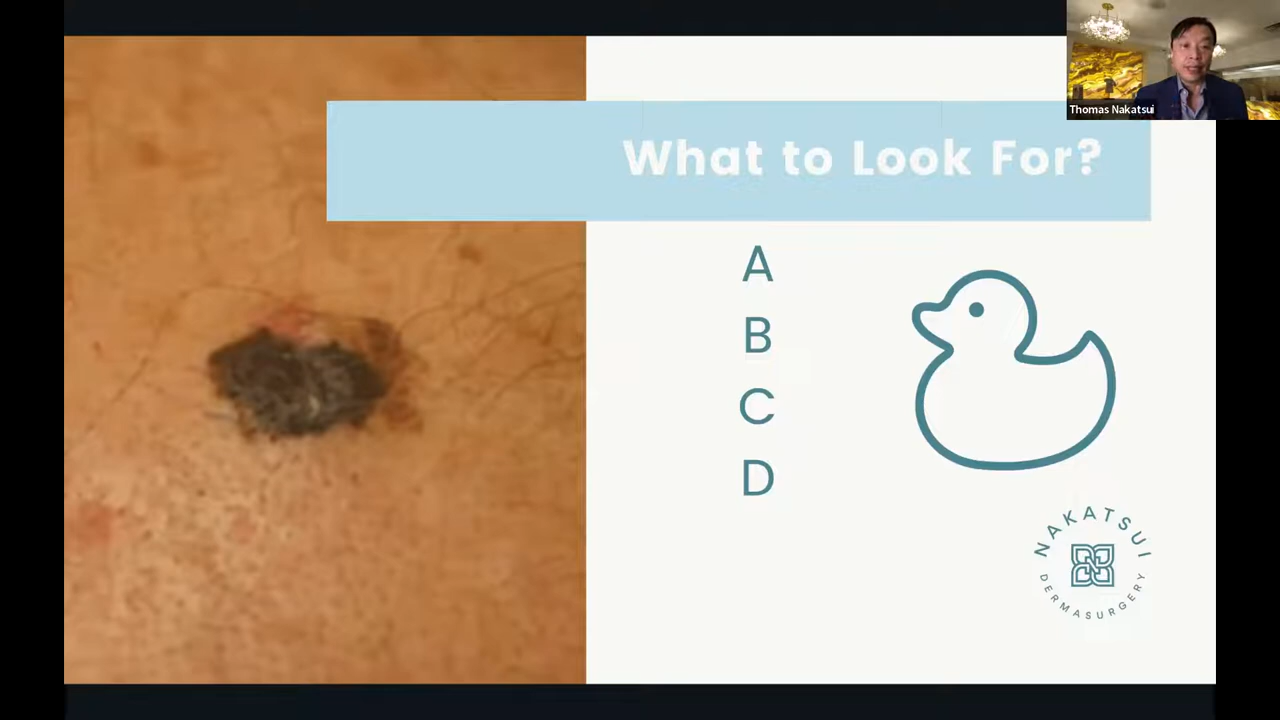 Thomas Nakatsui
What to Look For?
A
B
C
D
NAKATSUI
DERMASURGERY